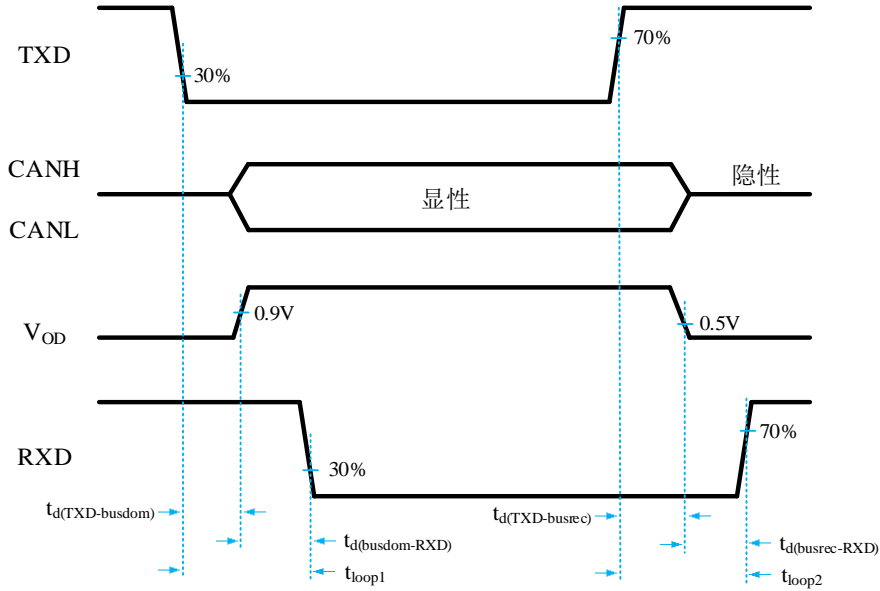 TXD
30%
70%
CANH
显性
隐性
CANL
0.9V
0.5V
VOD
RXD
30%
70%
td(TXD-busdom)
td(TXD-busrec)
td(busdom-RXD)
td(busrec-RXD)
tloop1
tloop2